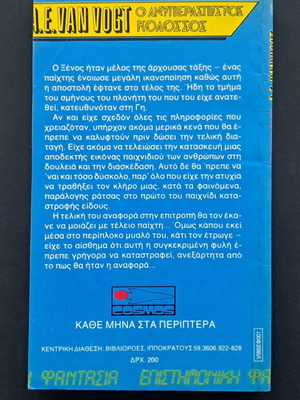 A.E. VAN VOGT Ο ΑΝΥΠΕΡΑΣΠΙΣΤΟΣ
ΚΟΛΟΣΣΟΣ
Ο Ξένος ήταν μέλος της άρχουσας τάξης – ένας
παίχτης ένοιωσε μεγάλη ικανοποίηση καθώς αυτή
η αποστολή έφτανε στο τέλος της. Ήδη το τμήμα
του σμήνους του πλανήτη του που του είχε ανατε-
θεί, κατευθυνόταν στη Γη.
Αν και είχε σχεδόν όλες τις πληροφορίες που
χρειαζόταν, υπήρχαν ακόμα μερικά κενά που θα έ-
πρεπε να καλυφτούν πριν δώσει την τελική δια-
ταγή. Είχε ακόμα να τελειώσει την κατασκευή μιας
αποδεκτής εικόνας παιχνιδιού των ανθρώπων στη
δουλειά και την διασκέδαση. Αυτό δε θα 'πρεπε να
'ναι και τόσο δύσκολο, παρ' όλο που είχε την ατυχία
να τραβήξει τον κλήρο μιας, κατά τα φαινόμενα,
παράλογης ράτσας στο πρώτο του παιχνίδι κατα-
στροφής είδους.
Η τελική του αναφορά στην επιτροπή θα τον έκα-
νε να μοιάζει με τέλειο παίχτη... Όμως κάπου εκεί
μέσα στο περίπλοκο μυαλό του, κάτι τον έτρωγε –
είχε το αίσθημα ότι αυτή η συγκεκριμένη φυλή έ-
πρεπε γρήγορα να καταστραφεί, ανεξάρτητα από
το πως θα ήταν η αναφορά...
COSMOS
ΚΑΘΕ ΜΗΝΑ ΣΤΑ ΠΕΡΙΠΤΕΡΑ
ΚΕΝΤΡΙΚΗ ΔΙΑΘΕΣΗ: ΒΙΒΛΙΟΡΟΕΣ, ΙΠΠΟΚΡΑΤΟΥΣ 59, 3606.922-828
ΔΡΧ. 200
ΦΑΝΤΑΣΙΑ ΕΠΙΣΤΗΜΟΝΙΚΗ